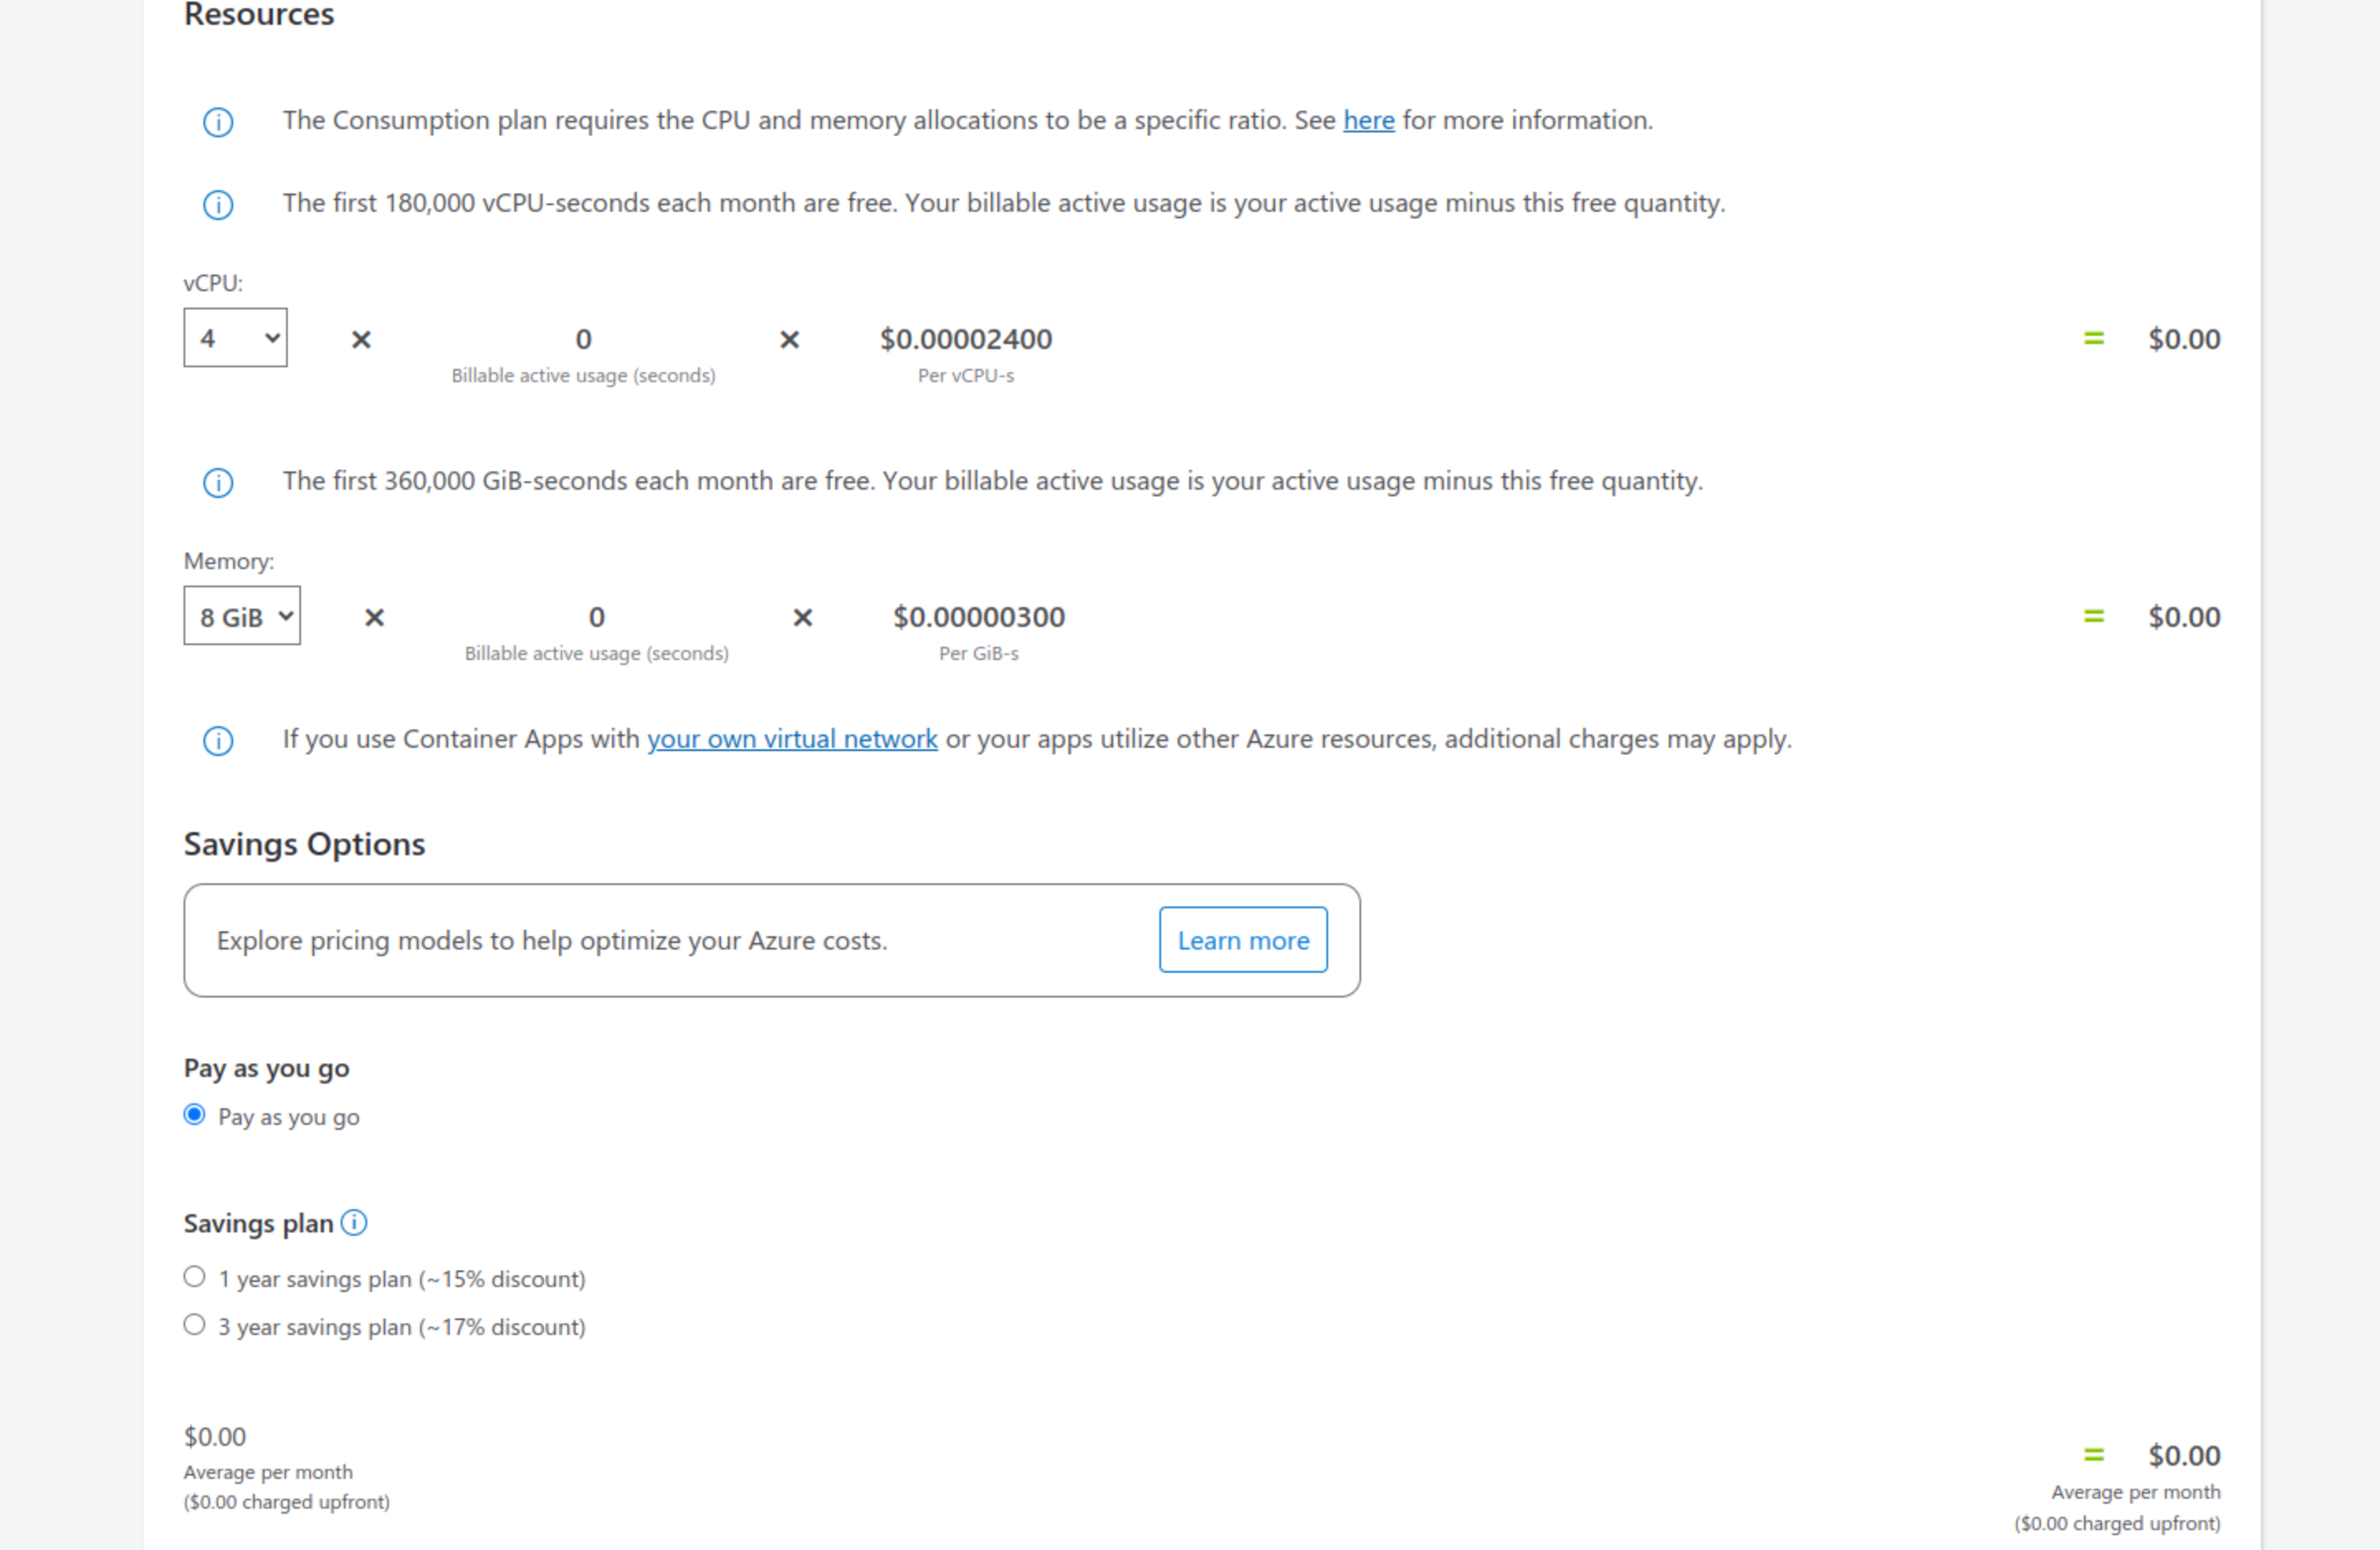 Resources
The Consumption plan requires the CPU and memory allocations to be a specific ratio. See here for more information.
The first 180,000 vCPU-seconds each month are free. Your billable active usage is your active usage minus this free quantity.
vCPU:
4 × 0 × $0.00002400 = $0.00
Billable active usage (seconds) Per vCPU-s
The first 360,000 GiB-seconds each month are free. Your billable active usage is your active usage minus this free quantity.
Memory:
8 GiB × 0 × $0.00000300 = $0.00
Billable active usage (seconds) Per GiB-s
If you use Container Apps with your own virtual network or your apps utilize other Azure resources, additional charges may apply.
Savings Options
Explore pricing models to help optimize your Azure costs. Learn more
Pay as you go
Pay as you go
Savings plan
1 year savings plan (~15% discount)
3 year savings plan (~17% discount)
$0.00
Average per month
($0.00 charged upfront)
= $0.00
Average per month
($0.00 charged upfront)